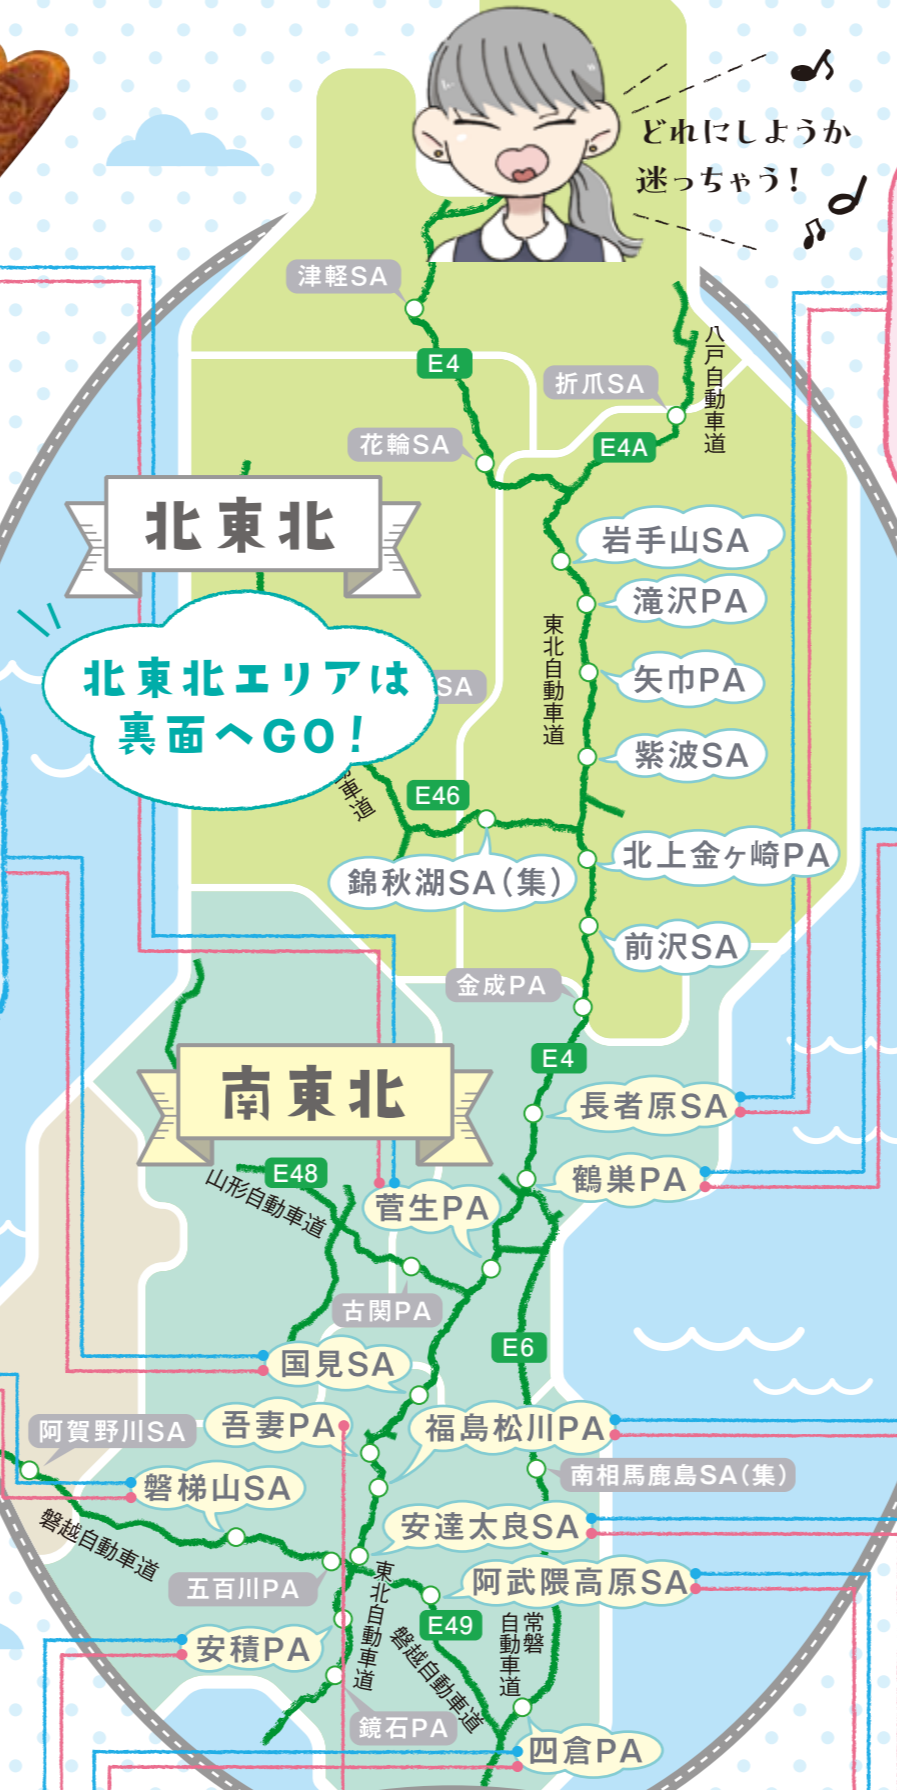 どれにしようか
迷っちゃう！
津軽SA
E4
八戸自動車道
折爪SA
花輪SA
E4A
北東北
岩手山SA
滝沢PA
東北自動車道
北東北エリアは
裏面へGO！
SA
矢巾PA
紫波SA
車道
E46
北上金ヶ崎PA
錦秋湖SA（集）
前沢SA
金成PA
E4
南東北
長者原SA
鶴巣PA
E48
山形自動車道
菅生PA
古関PA
E6
国見SA
吾妻PA
福島松川PA
阿賀野川SA
南相馬鹿島SA（集）
磐梯山SA
磐越自動車道
安達太良SA
五百川PA
東北自動車道
阿武隈高原SA
E49
常磐
自動車道
安積PA
磐越自動車道
鏡石PA
四倉PA